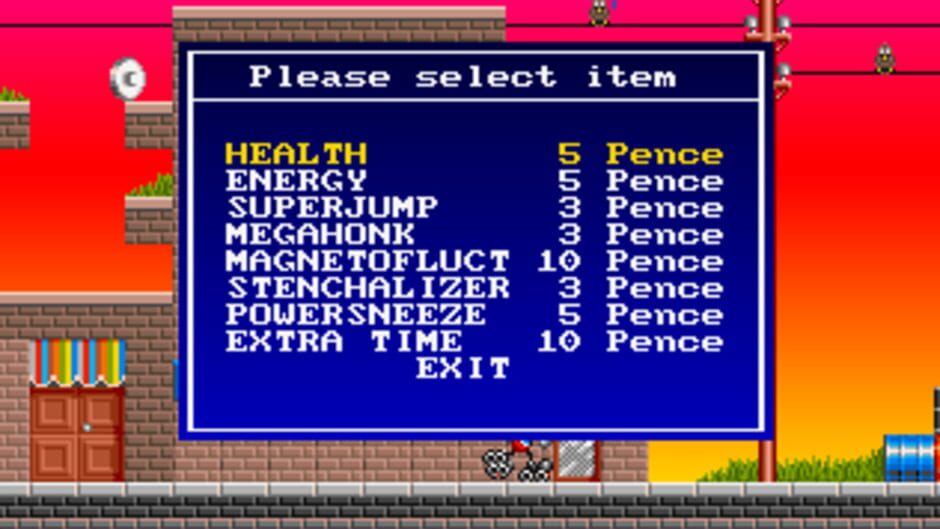 Please select item
HEALTH 5 Pence
ENERGY 5 Pence
SUPERJUMP 3 Pence
MEGAHONK 3 Pence
MAGNETOFLUCT 10 Pence
STENCHALIZER 3 Pence
POWERSNEEZE 5 Pence
EXTRA TIME 10 Pence
EXIT